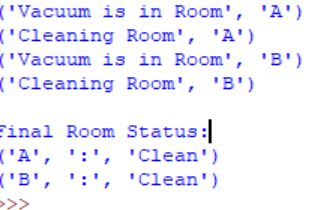 ('Vacuum is in Room', 'A')
('Cleaning Room', 'A')
('Vacuum is in Room', 'B')
('Cleaning Room', 'B')
Final Room Status:
('A', ':', 'Clean')
('B', ':', 'Clean')
>>>